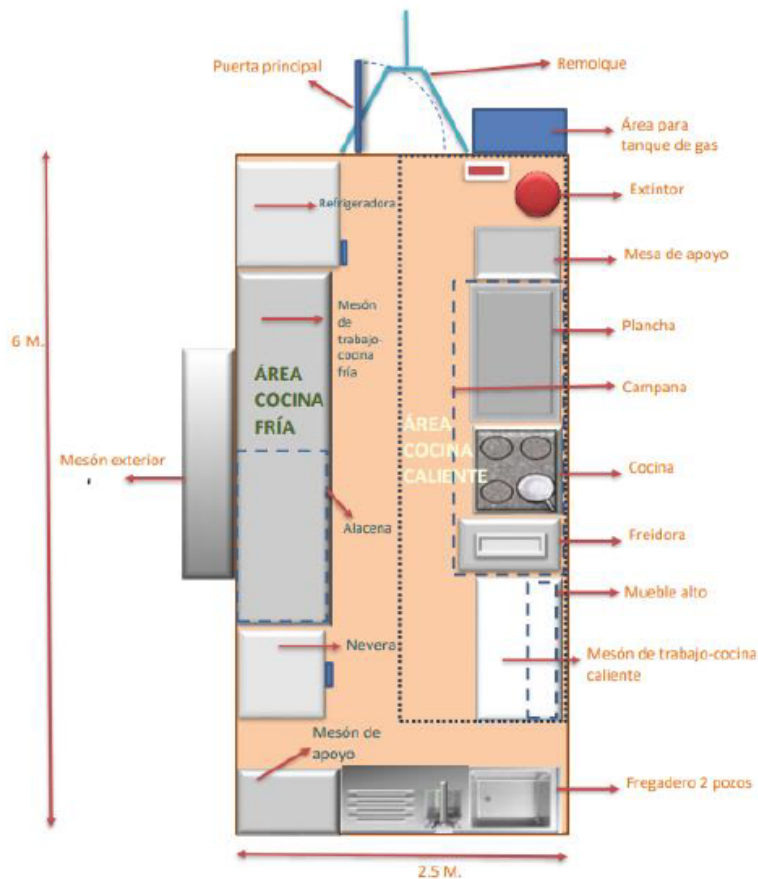 Puerta principal
Remolque
Área para
tanque de gas
Refrigeradora
Extintor
Mesa de apoyo
Mesón
de
trabajo-
cocina
fría
Plancha
6 M.
ÁREA
COCINA
FRÍA
Campana
ÁREA
COCINA
CALIENTE
Mesón exterior
Cocina
Alacena
Freidora
Mueble alto
Nevera
Mesón de trabajo-cocina
caliente
Mesón de
apoyo
Fregadero 2 pozos
2.5 M.